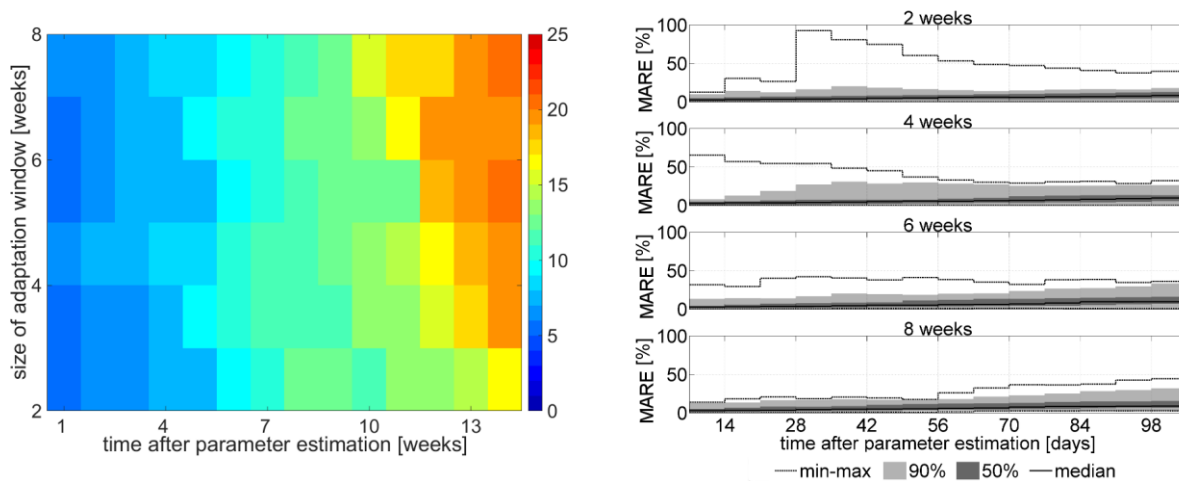 8
6
4
2
size of adaptation window [weeks]
1 4 7 10 13
time after parameter estimation [weeks]
25
20
15
10
5
0
2 weeks
100
50
0
MARE [%]
4 weeks
100
50
0
MARE [%]
6 weeks
100
50
0
MARE [%]
8 weeks
100
50
0
MARE [%]
14 28 42 56 70 84 98
time after parameter estimation [days]
min-max 90% 50% median